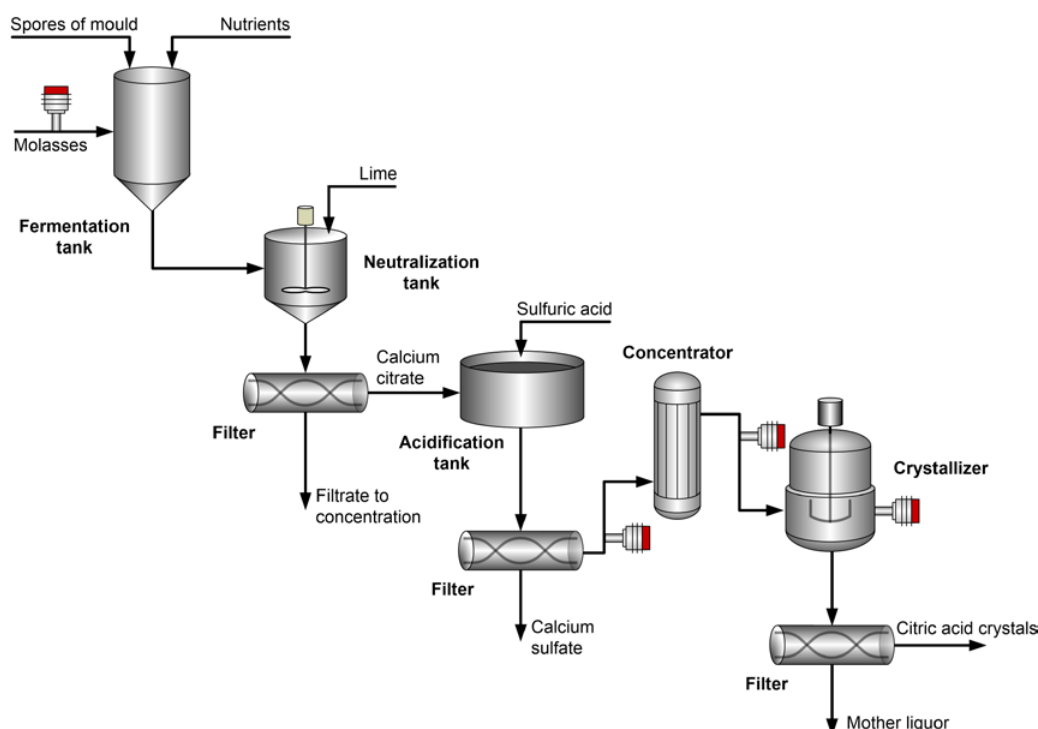 Spores of mould
Nutrients
Molasses
Lime
Fermentation
tank
Neutralization
tank
Sulfuric acid
Calcium
citrate
Concentrator
Filter
Acidification
tank
Crystallizer
Filtrate to
concentration
Filter
Calcium
sulfate
Citric acid crystals
Filter
Mother liquor